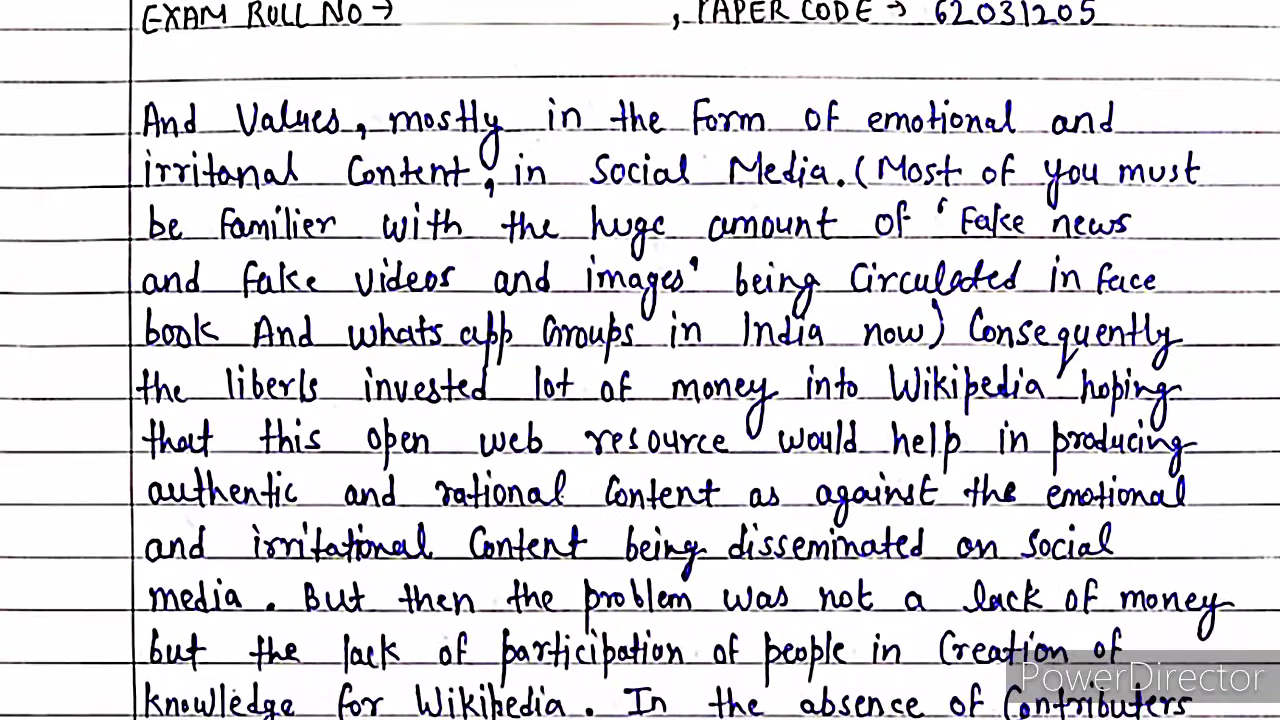 EXAM ROLL NO → , PAPER CODE → 62031205
And Values, mostly in the Form of emotional and
irritanal Content, in Social Media. (Most of you must
be familier with the huge amount of ' Fake news
and fake videos and images' being Circulated in face
book And whats app Groups in India now) Consequently
the liberls invested lot of money into Wikipedia hoping
that this open web resource would help in producing
authentic and rational Content as against the emotional
and irritational Content being disseminated on Social
media. But then the problem was not a lack of money
but the lack of participation of people in Creation of
knowledge for Wikipedia. In the absence of Contributers
PowerDirector